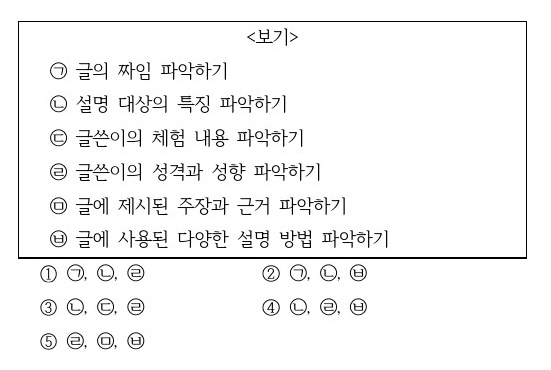 <보기>
㉠ 글의 짜임 파악하기
㉡ 설명 대상의 특징 파악하기
㉢ 글쓴이의 체험 내용 파악하기
㉣ 글쓴이의 성격과 성향 파악하기
㉤ 글에 제시된 주장과 근거 파악하기
㉥ 글에 사용된 다양한 설명 방법 파악하기
① ㉠, ㉡, ㉣ ② ㉠, ㉡, ㉥
③ ㉡, ㉢, ㉣ ④ ㉡, ㉣, ㉥
⑤ ㉣, ㉤, ㉥